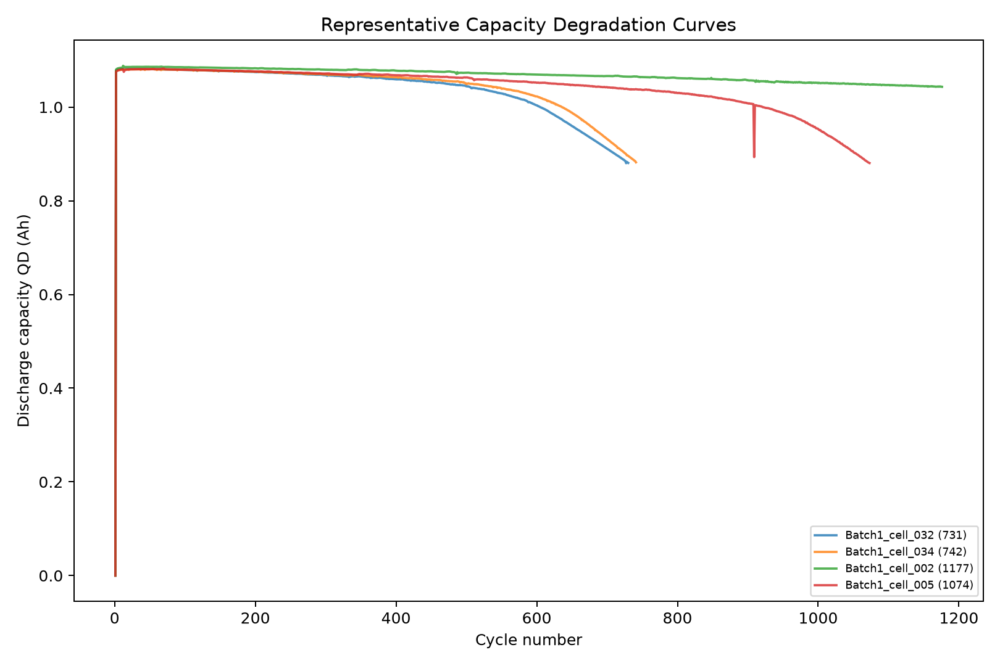 Representative Capacity Degradation Curves
Discharge capacity QD (Ah)
1.0
0.8
0.6
0.4
0.2
0.0
Batch1_cell_032 (731)
Batch1_cell_034 (742)
Batch1_cell_002 (1177)
Batch1_cell_005 (1074)
0 200 400 600 800 1000 1200
Cycle number